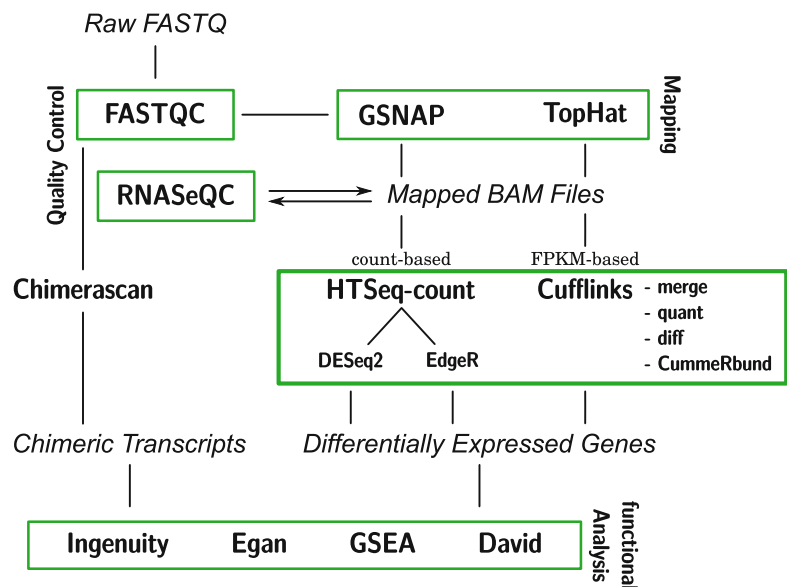 Raw FASTQ
Quality Control
FASTQC
GSNAP
TopHat
Mapping
RNASeQC
Mapped BAM Files
count-based
FPKM-based
Chimerascan
HTSeq-count
Cufflinks
- merge
- quant
- diff
- CummeRbund
DESeq2
EdgeR
Chimeric Transcripts
Differentially Expressed Genes
Ingenuity
Egan
GSEA
David
functional
Analysis